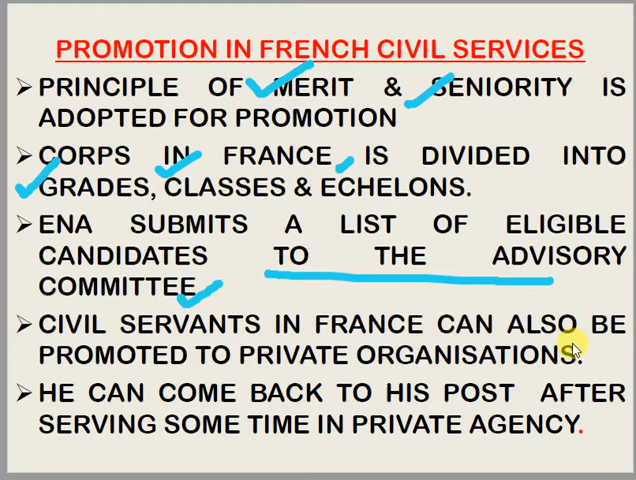 PROMOTION IN FRENCH CIVIL SERVICES
➢ PRINCIPLE OF MERIT & SENIORITY IS
ADOPTED FOR PROMOTION
➢ CORPS IN FRANCE IS DIVIDED INTO
GRADES, CLASSES & ECHELONS.
➢ ENA SUBMITS A LIST OF ELIGIBLE
CANDIDATES TO THE ADVISORY
COMMITTEE
➢ CIVIL SERVANTS IN FRANCE CAN ALSO BE
PROMOTED TO PRIVATE ORGANISATIONS.
➢ HE CAN COME BACK TO HIS POST AFTER
SERVING SOME TIME IN PRIVATE AGENCY.